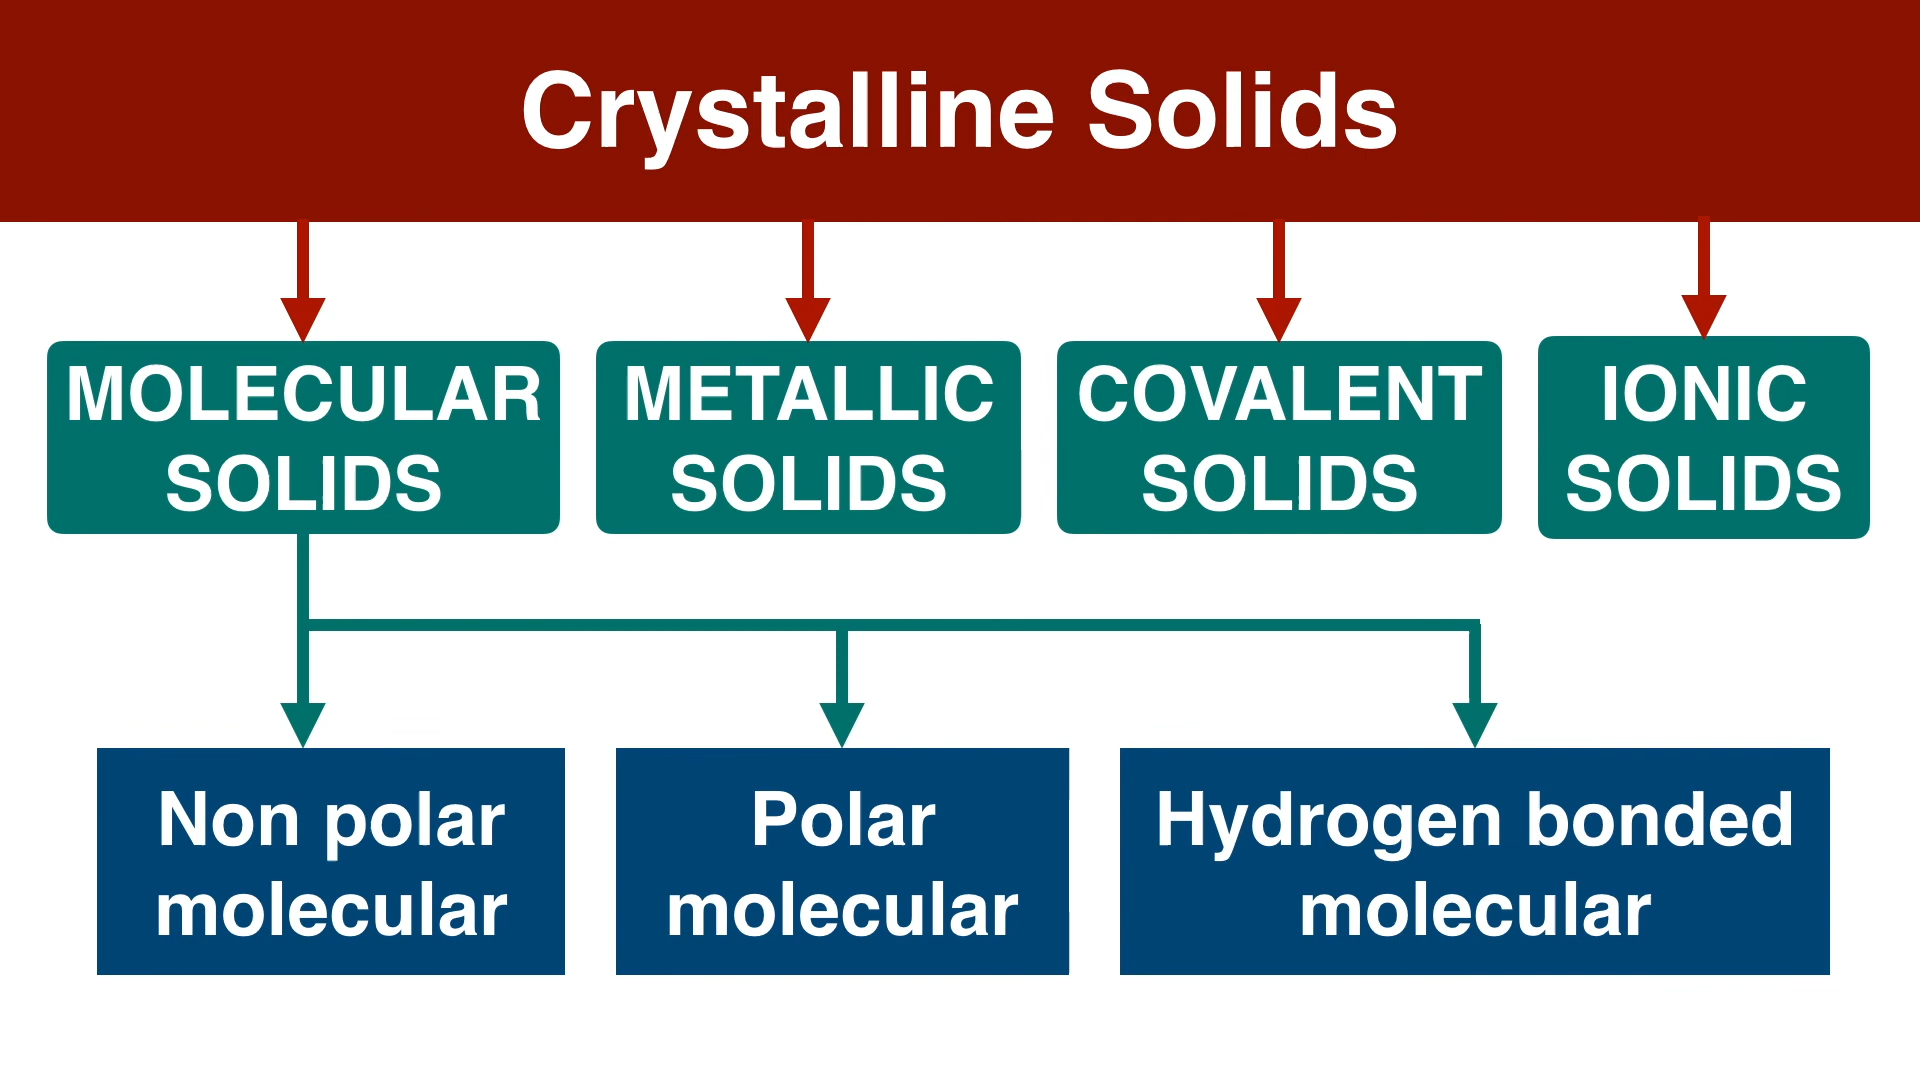 Crystalline Solids
MOLECULAR
SOLIDS
METALLIC
SOLIDS
COVALENT
SOLIDS
IONIC
SOLIDS
Non polar
molecular
Polar
molecular
Hydrogen bonded
molecular